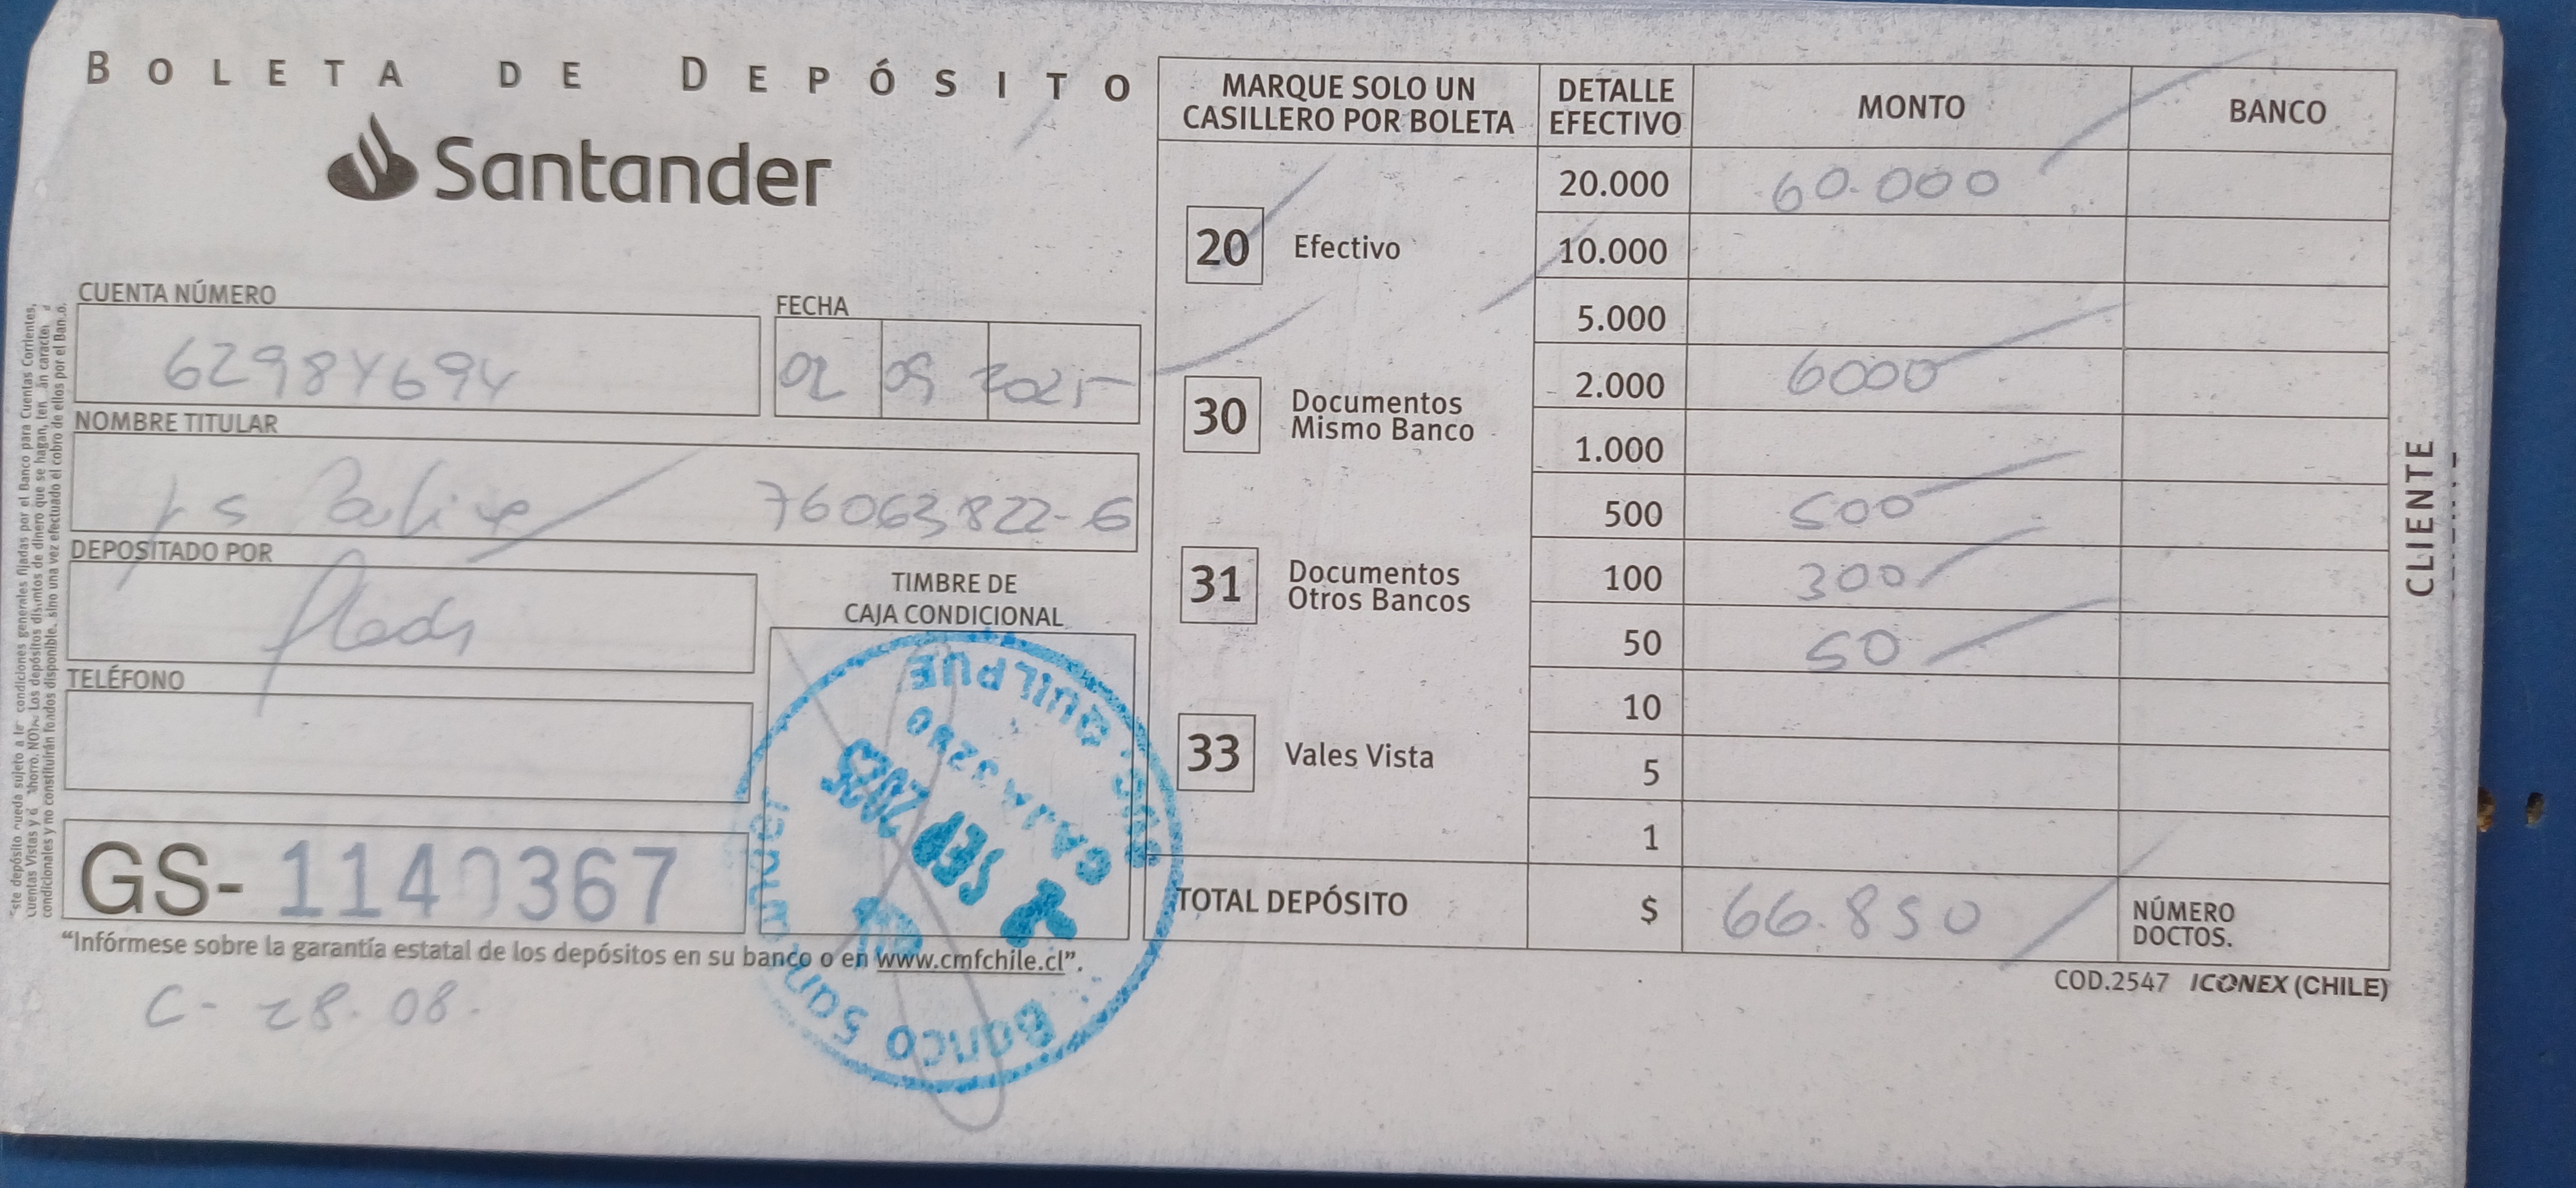 BOLETA DE DEPÓSITO
Santander
CUENTA NÚMERO
62984694
FECHA
02 09 2025
NOMBRE TITULAR
76063822-6
DEPOSITADO POR
TELÉFONO
TIMBRE DE
CAJA CONDICIONAL
GS- 1140367
“Infórmese sobre la garantía estatal de los depósitos en su banco o en www.cmfchile.cl”.
C- 28.08.
Banco Santander
SUC. QUILPUE
CAJA 3290
SEP 2025
MARQUE SOLO UN
CASILLERO POR BOLETA
DETALLE
EFECTIVO
MONTO
BANCO
20 Efectivo
30 Documentos
Mismo Banco
31 Documentos
Otros Bancos
33 Vales Vista
20.000 60.000
10.000
5.000
2.000 6000
1.000
500 500
100 300
50 50
10
5
1
TOTAL DEPÓSITO $ 66.850
NÚMERO
DOCTOS.
COD.2547 ICONEX (CHILE)
CLIENTE